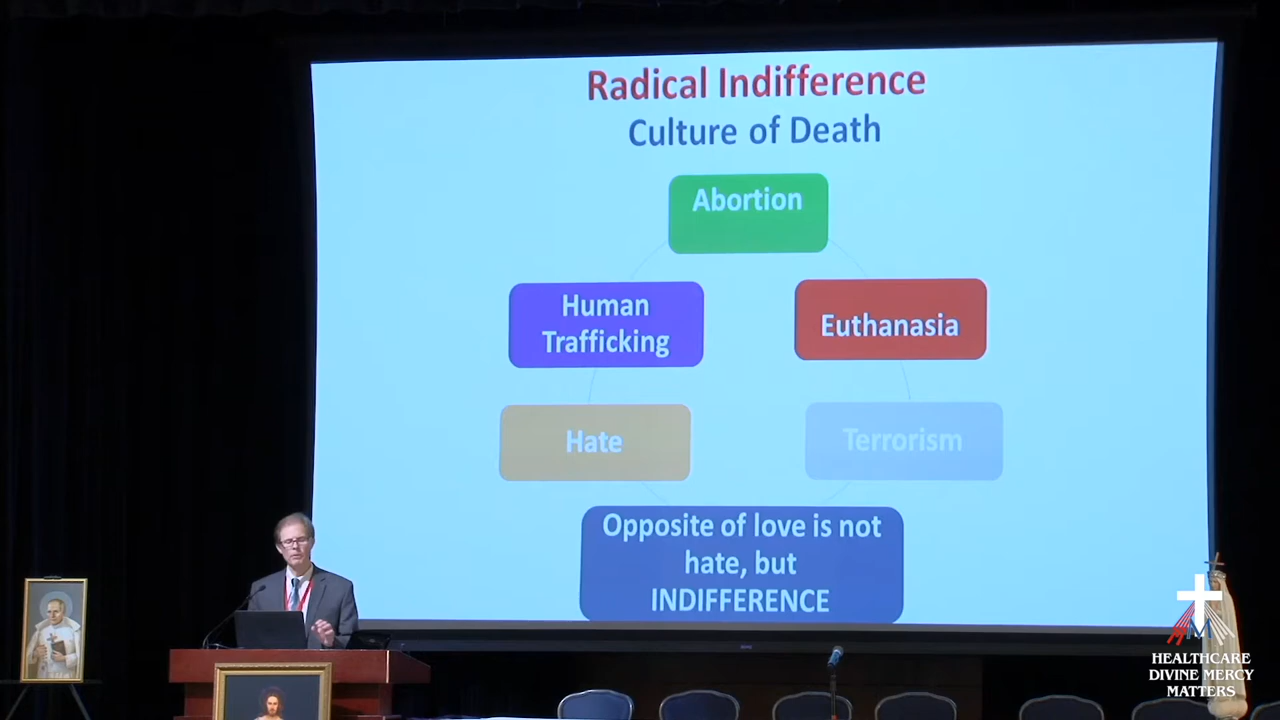 Radical Indifference
Culture of Death
Abortion
Human
Trafficking
Euthanasia
Hate
Terrorism
Opposite of love is not
hate, but
INDIFFERENCE
HEALTHCARE
DIVINE MERCY
MATTERS